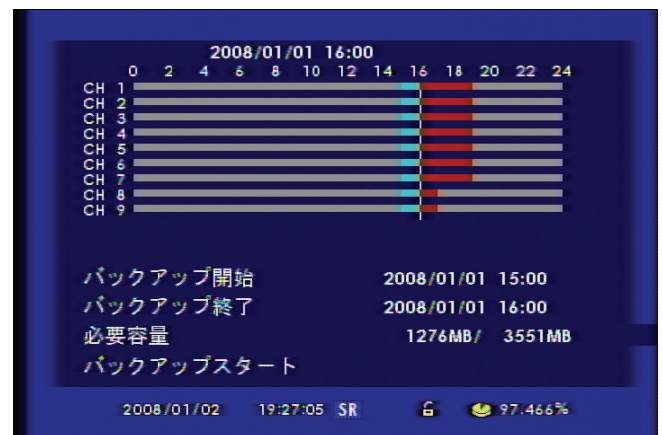 2008/01/01 16:00
0 2 4 6 8 10 12 14 16 18 20 22 24
CH 1
CH 2
CH 3
CH 4
CH 5
CH 6
CH 7
CH 8
CH 9
バックアップ開始 2008/01/01 15:00
バックアップ終了 2008/01/01 16:00
必要容量 1276MB/ 3551MB
バックアップスタート
2008/01/02 19:27:05 SR 97.466%